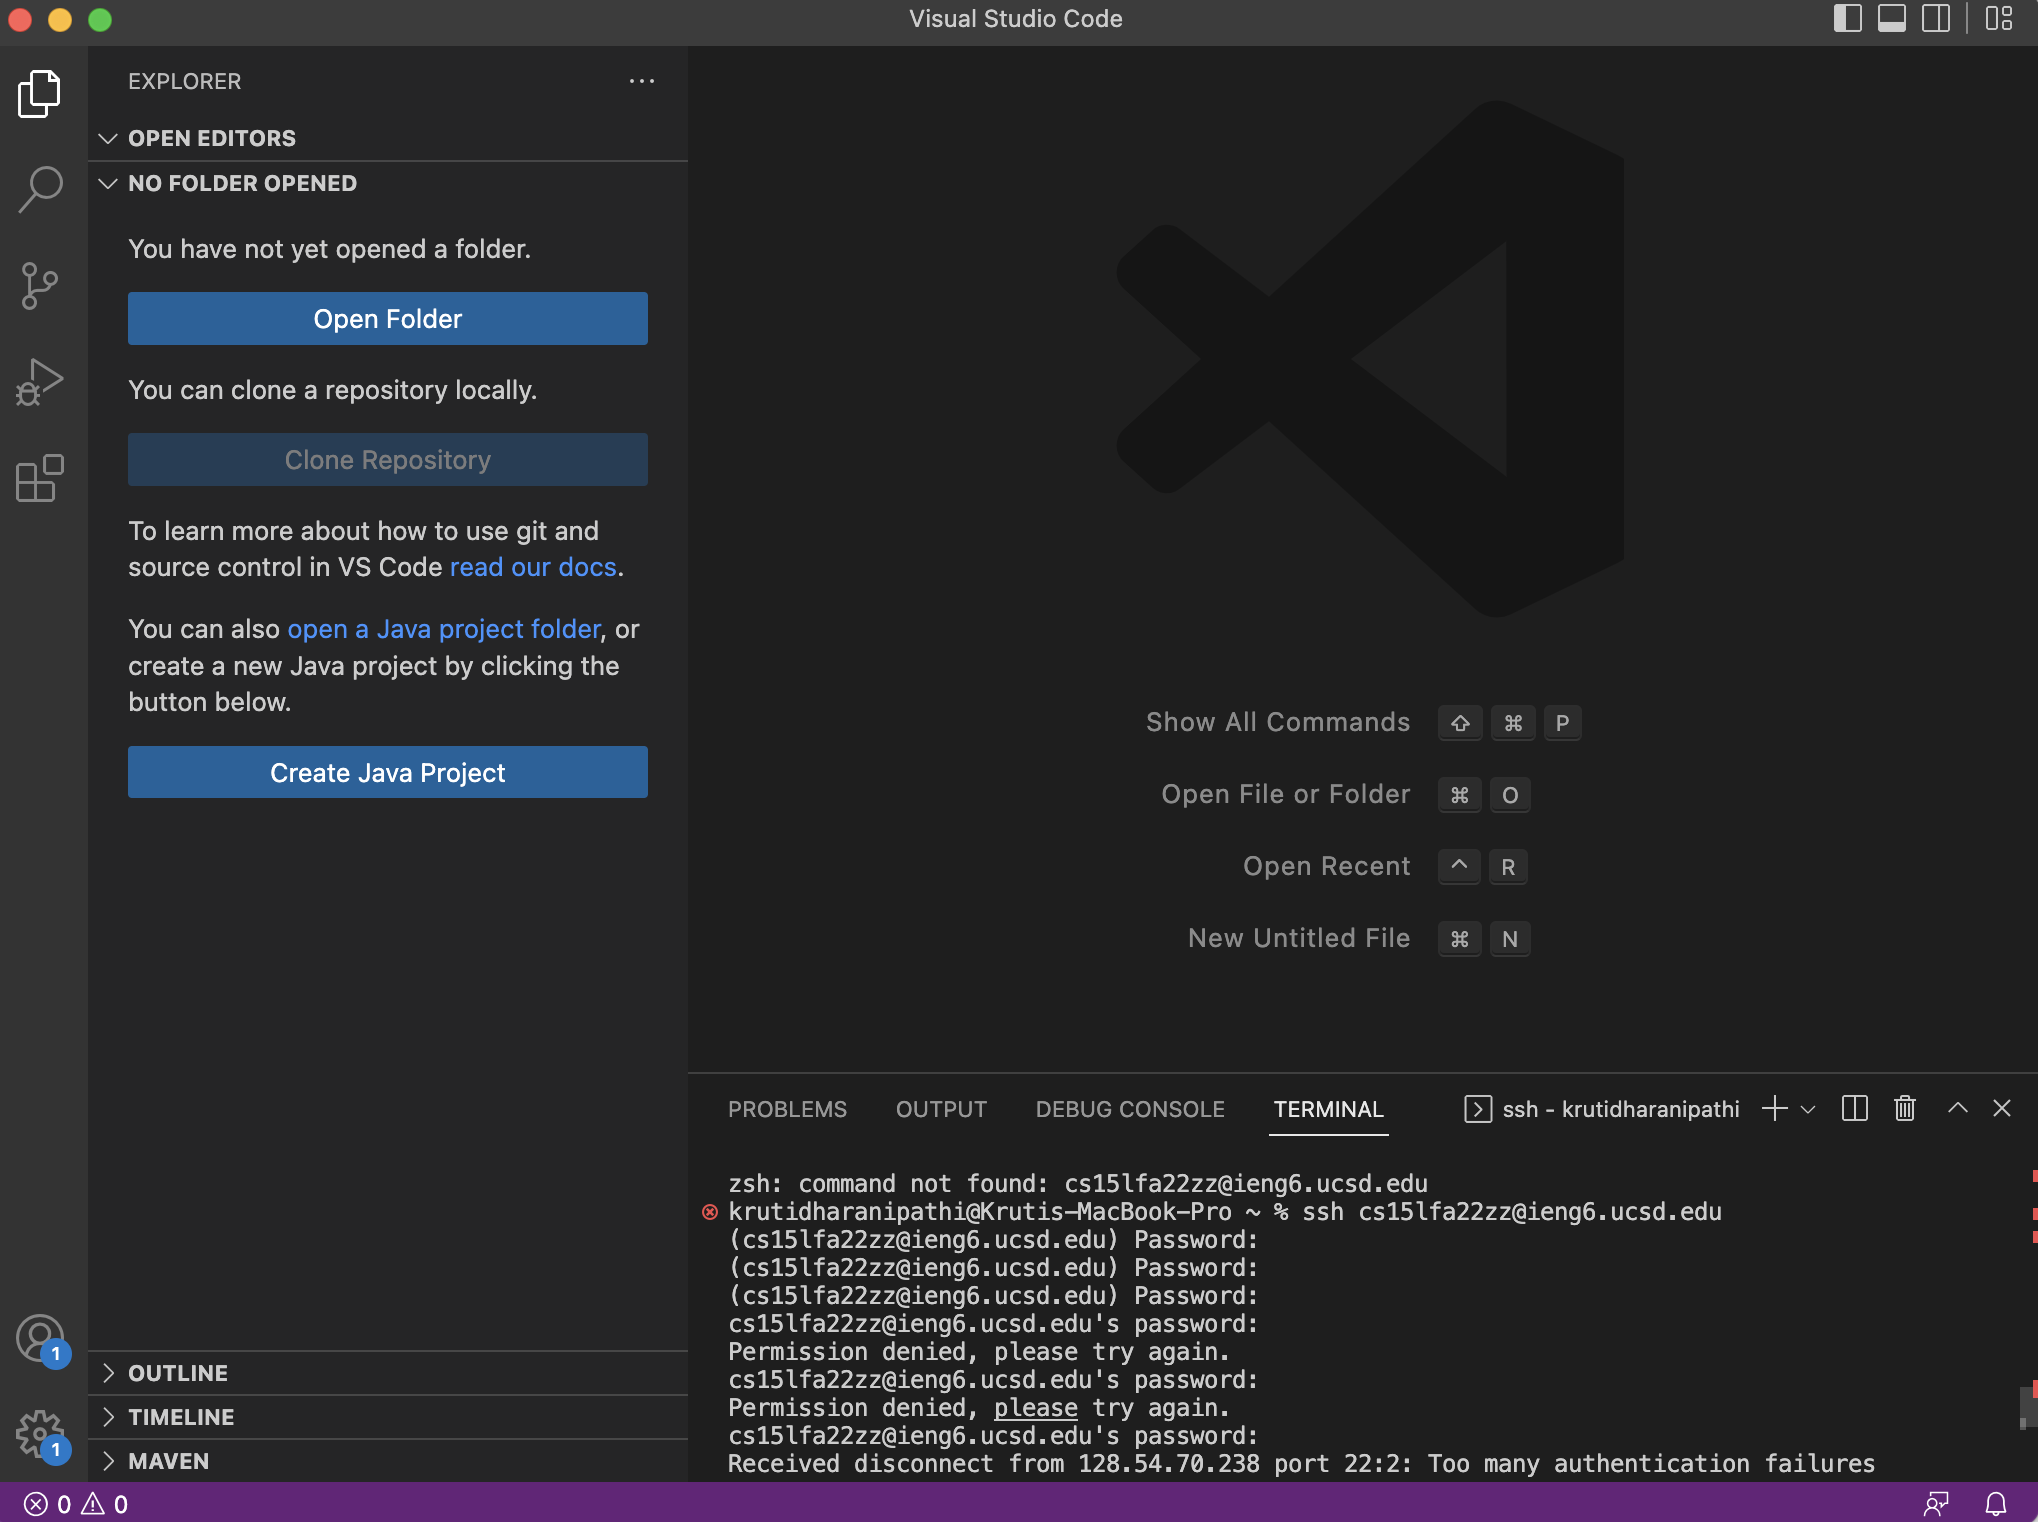 Visual Studio Code
EXPLORER
OPEN EDITORS
NO FOLDER OPENED
You have not yet opened a folder.
Open Folder
You can clone a repository locally.
Clone Repository
To learn more about how to use git and
source control in VS Code read our docs.
You can also open a Java project folder, or
create a new Java project by clicking the
button below.
Create Java Project
OUTLINE
TIMELINE
MAVEN
1
1
Show All Commands ⇧ ⌘ P
Open File or Folder ⌘ O
Open Recent ^ R
New Untitled File ⌘ N
PROBLEMS OUTPUT DEBUG CONSOLE TERMINAL ssh - krutidharanipathi
zsh: command not found: cs15lfa22zz@ieng6.ucsd.edu
krutidharanipathi@Krutis-MacBook-Pro ~ % ssh cs15lfa22zz@ieng6.ucsd.edu
(cs15lfa22zz@ieng6.ucsd.edu) Password:
(cs15lfa22zz@ieng6.ucsd.edu) Password:
(cs15lfa22zz@ieng6.ucsd.edu) Password:
cs15lfa22zz@ieng6.ucsd.edu's password:
Permission denied, please try again.
cs15lfa22zz@ieng6.ucsd.edu's password:
Permission denied, please try again.
cs15lfa22zz@ieng6.ucsd.edu's password:
Received disconnect from 128.54.70.238 port 22:2: Too many authentication failures
0 0